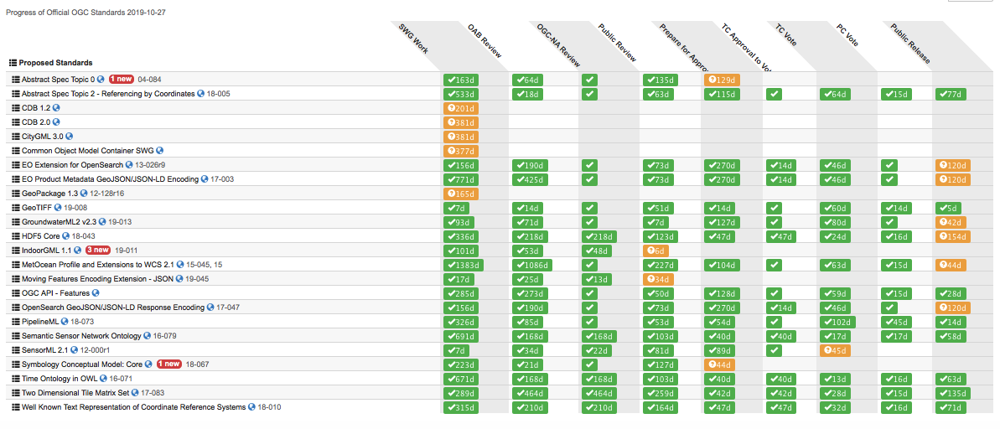 Progress of Official OGC Standards 2019-10-27
SWG Work OAB Review OGC-NA Review Public Review Prepare for Appro TC Approval to Vo TC Vote PC Vote Public Release
Proposed Standards
Abstract Spec Topic 0 1 new 04-084 163d 64d 135d 129d
Abstract Spec Topic 2 - Referencing by Coordinates 18-005 533d 18d 63d 115d 64d 15d 77d
CDB 1.2 201d
CDB 2.0 381d
CityGML 3.0 381d
Common Object Model Container SWG 377d
EO Extension for OpenSearch 13-026r9 156d 190d 73d 270d 14d 46d 120d
EO Product Metadata GeoJSON/JSON-LD Encoding 17-003 771d 425d 73d 270d 14d 46d 120d
GeoPackage 1.3 12-128r16 165d
GeoTIFF 19-008 7d 14d 51d 14d 60d 14d 5d
GroundwaterML2 v2.3 19-013 93d 71d 7d 127d 80d 42d
HDF5 Core 18-043 336d 218d 218d 123d 47d 47d 24d 16d 154d
IndoorGML 1.1 3 new 19-011 101d 53d 48d 6d
MetOcean Profile and Extensions to WCS 2.1 15-045, 15 1383d 1086d 227d 104d 63d 15d 44d
Moving Features Encoding Extension - JSON 19-045 17d 25d 13d 34d
OGC API - Features 285d 273d 50d 128d 59d 15d 28d
OpenSearch GeoJSON/JSON-LD Response Encoding 17-047 156d 190d 73d 270d 14d 46d 120d
PipelineML 18-073 326d 85d 53d 54d 102d 45d 14d
Semantic Sensor Network Ontology 16-079 691d 168d 168d 103d 40d 40d 17d 17d 58d
SensorML 2.1 12-000r1 7d 34d 22d 81d 89d 45d
Symbology Conceptual Model: Core 1 new 18-067 223d 21d 127d 44d
Time Ontology in OWL 16-071 671d 168d 168d 103d 40d 40d 13d 16d 63d
Two Dimensional Tile Matrix Set 17-083 289d 464d 464d 259d 42d 42d 28d 15d 135d
Well Known Text Representation of Coordinate Reference Systems 18-010 315d 210d 210d 164d 47d 47d 32d 16d 71d